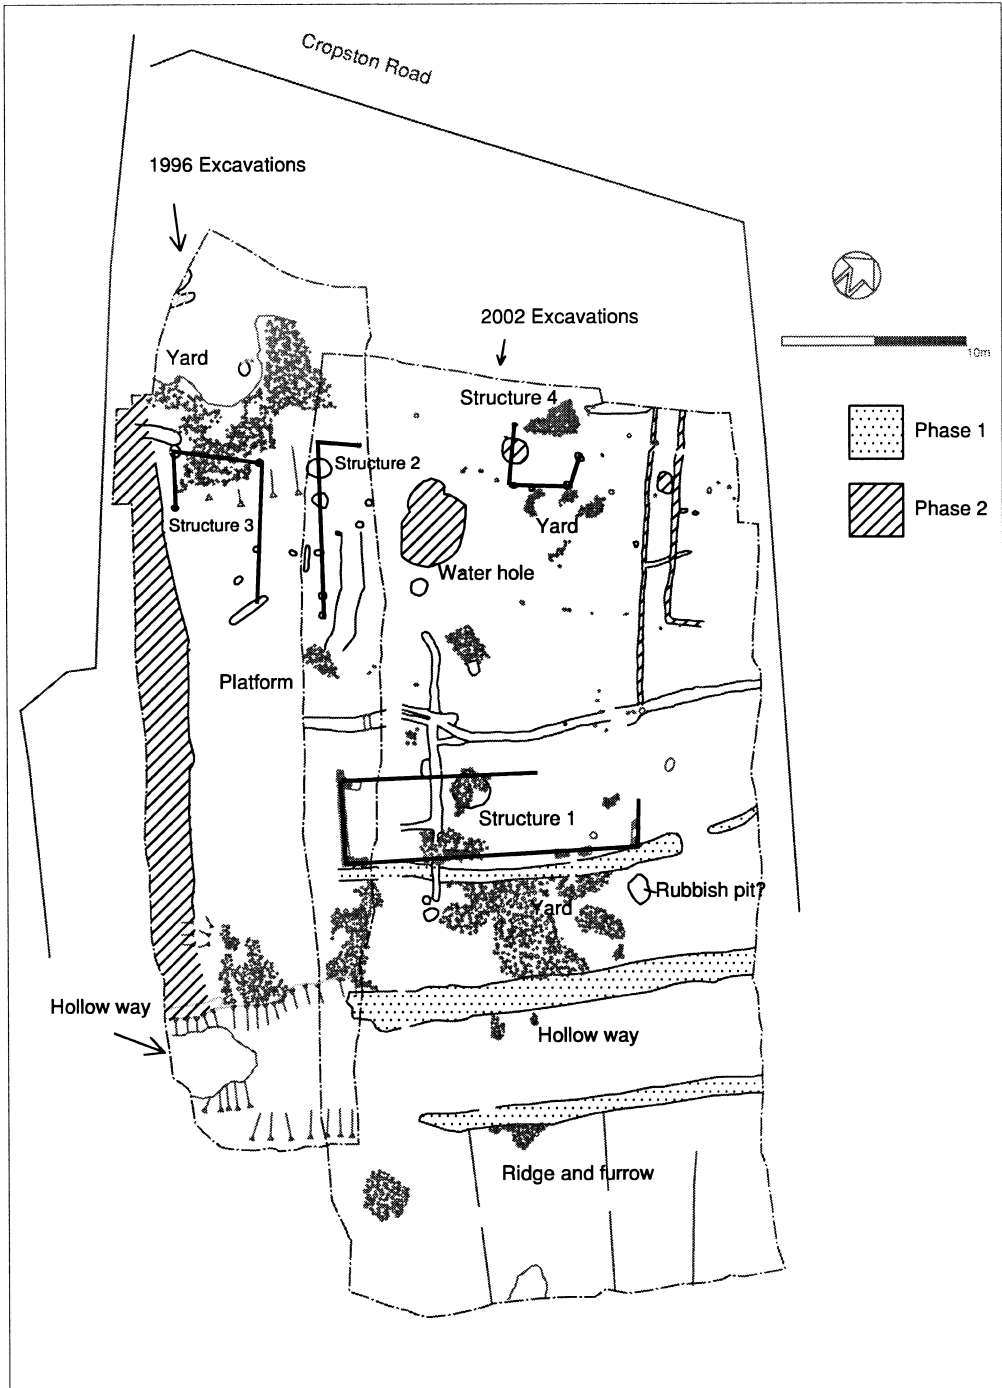 Cropston Road
1996 Excavations
2002 Excavations
Yard
10m
Structure 4
Phase 1
Structure 2
Phase 2
Structure 3
Yard
Water hole
Platform
Structure 1
Rubbish pit?
Yard
Hollow way
Hollow way
Ridge and furrow